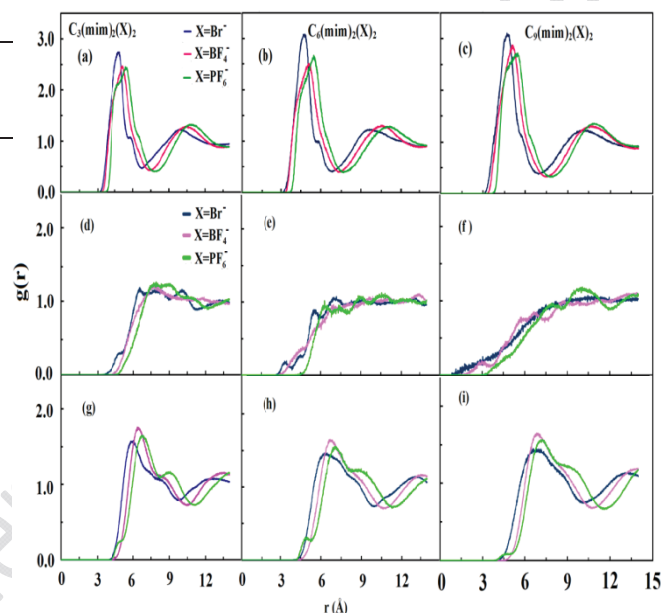 C₃(mim)₂(X)₂
X=Br⁻
X=BF₄⁻
X=PF₆⁻
(a)
C₆(mim)₂(X)₂
(b)
C₉(mim)₂(X)₂
(c)
3.0
2.0
1.0
0.0
(d)
X=Br⁻
X=BF₄⁻
X=PF₆⁻
(e)
(f)
2.0
1.0
0.0
g(r)
(g)
(h)
(i)
2.0
1.0
0.0
0 3 6 9 12 0 3 6 9 12 0 3 6 9 12 15
r (Å)